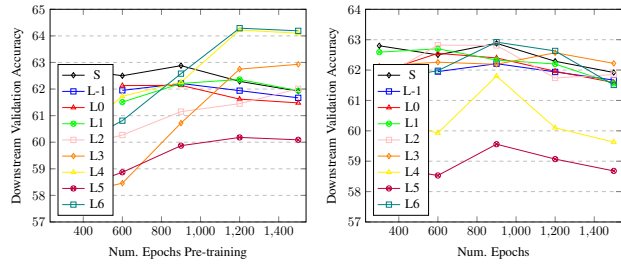 65
64
63
62
61
60
59
58
57
Downstream Validation Accuracy
S
L-1
L0
L1
L2
L3
L4
L5
L6
400 600 800 1,000 1,200 1,400
Num. Epochs Pre-training
64
63
62
61
60
59
58
57
Downstream Validation Accuracy
S
L-1
L0
L1
L2
L3
L4
L5
L6
400 600 800 1,000 1,200 1,400
Num. Epochs